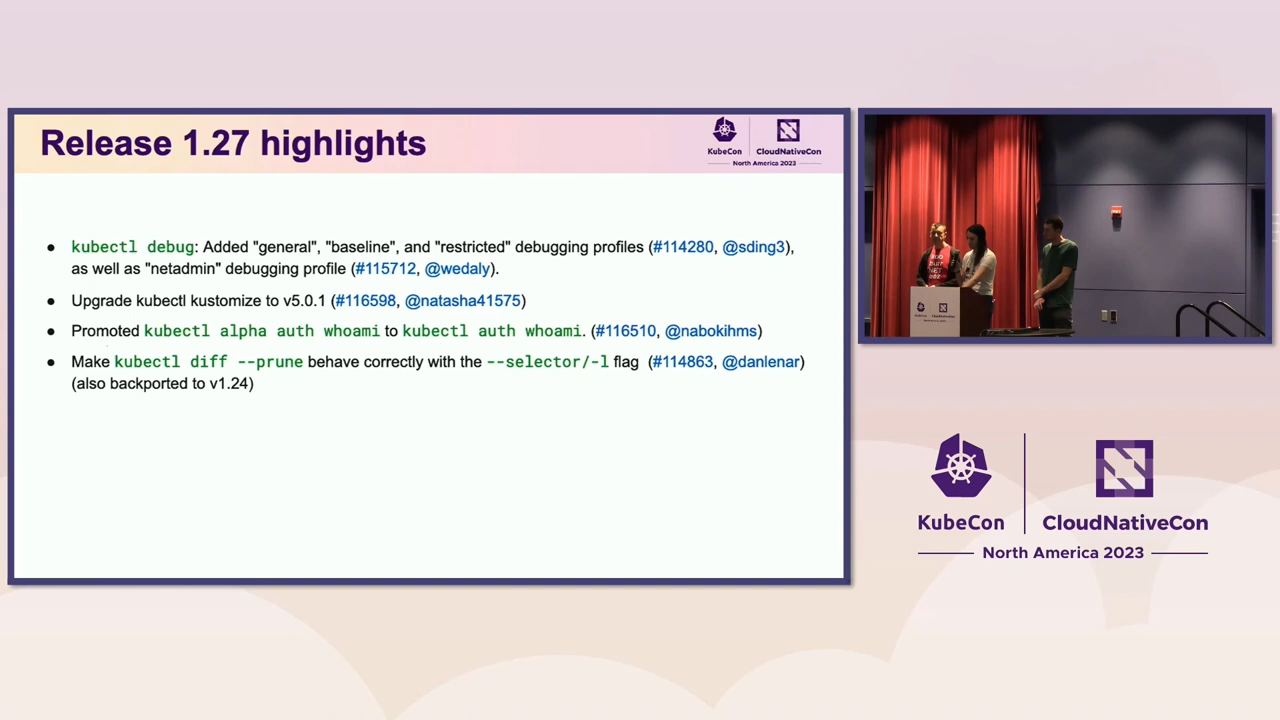 Release 1.27 highlights
KubeCon
CloudNativeCon
North America 2023
● kubectl debug: Added "general", "baseline", and "restricted" debugging profiles (#114280, @sding3),
as well as "netadmin" debugging profile (#115712, @wedaly).
● Upgrade kubectl kustomize to v5.0.1 (#116598, @natasha41575)
● Promoted kubectl alpha auth whoami to kubectl auth whoami. (#116510, @nabokihms)
● Make kubectl diff --prune behave correctly with the --selector/-l flag (#114863, @danlenar)
(also backported to v1.24)
KubeCon
CloudNativeCon
North America 2023